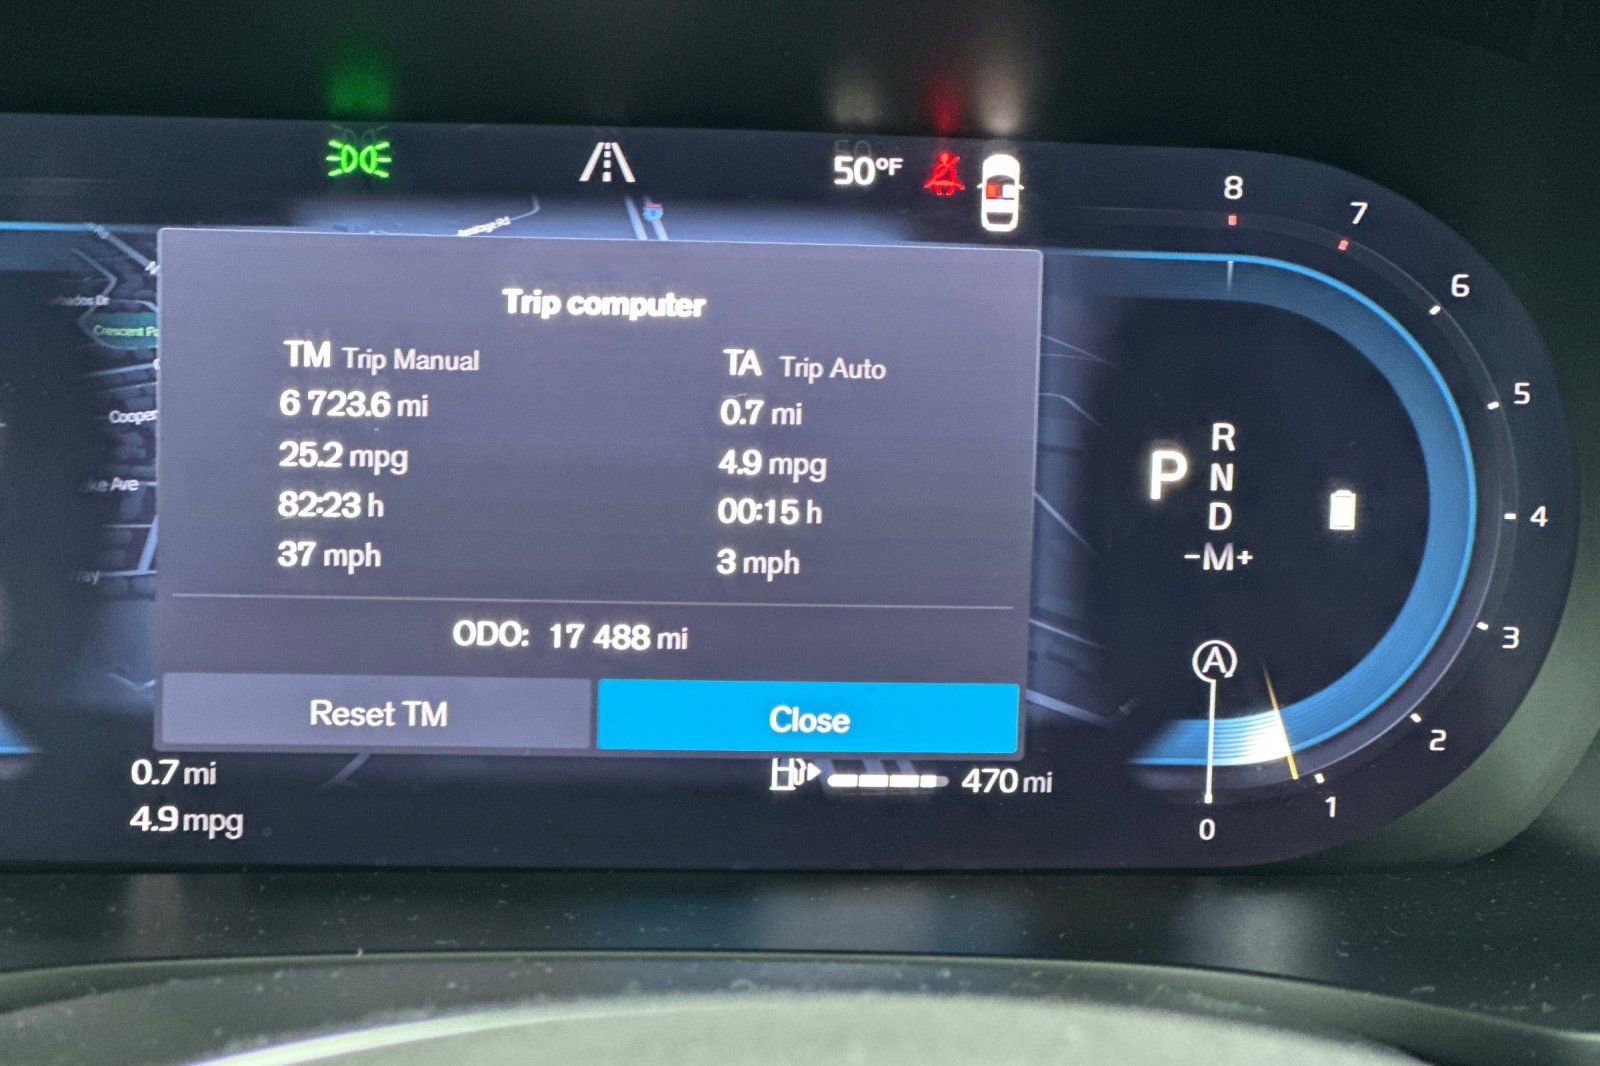 50°F
8
7
6
5
4
3
2
1
0
Crescent
Cooper
Ave
Trip computer
TM Trip Manual
6 723.6 mi
25.2 mpg
82:23 h
37 mph
TA Trip Auto
0.7 mi
4.9 mpg
00:15 h
3 mph
ODO: 17 488 mi
Reset TM
Close
0.7 mi
4.9 mpg
470 mi
P
R
N
D
-M+
A